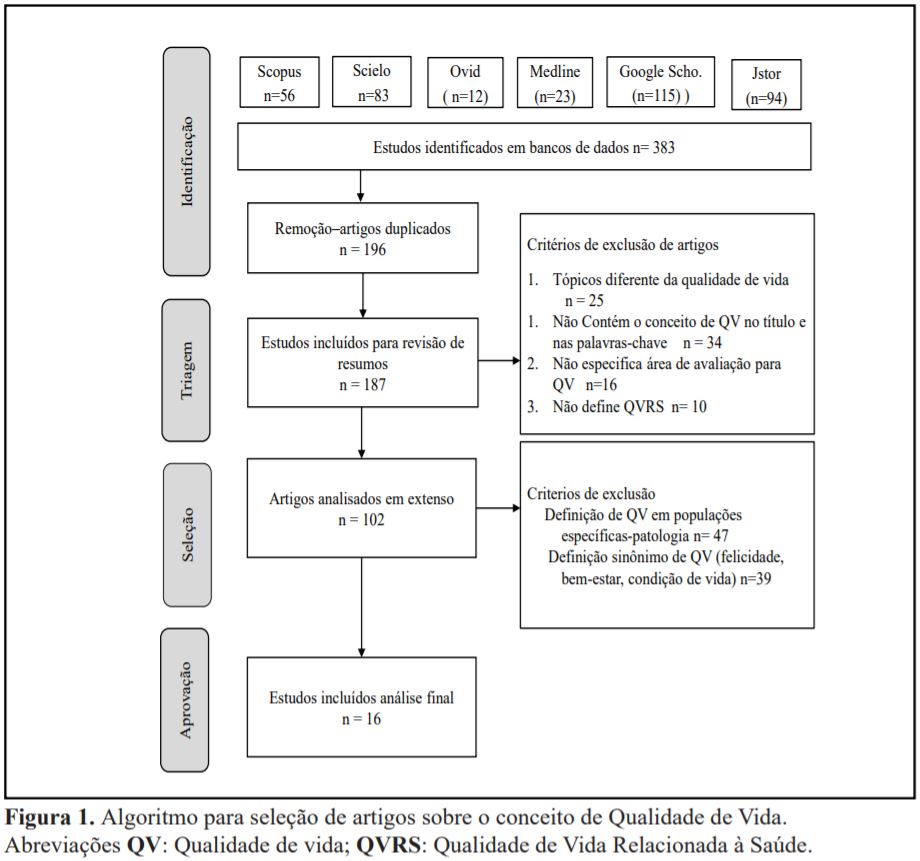 Scopus
n=56
Scielo
n=83
Ovid
( n=12)
Medline
(n=23)
Google Scho.
(n=115) )
Jstor
(n=94)
Identificação
Estudos identificados em bancos de dados n= 383
Remoção–artigos duplicados
n = 196
Triagem
Estudos incluídos para revisão de
resumos
n = 187
Critérios de exclusão de artigos
1. Tópicos diferente da qualidade de vida
n = 25
1. Não Contém o conceito de QV no título e
nas palavras-chave n = 34
2. Não especifica área de avaliação para
QV n=16
3. Não define QVRS n= 10
Seleção
Artigos analisados em extenso
n = 102
Criterios de exclusão
Definição de QV em populações
específicas-patologia n= 47
Definição sinônimo de QV (felicidade,
bem-estar, condição de vida) n=39
Aprovação
Estudos incluídos análise final
n = 16
Figura 1. Algoritmo para seleção de artigos sobre o conceito de Qualidade de Vida.
Abreviações QV: Qualidade de vida; QVRS: Qualidade de Vida Relacionada à Saúde.